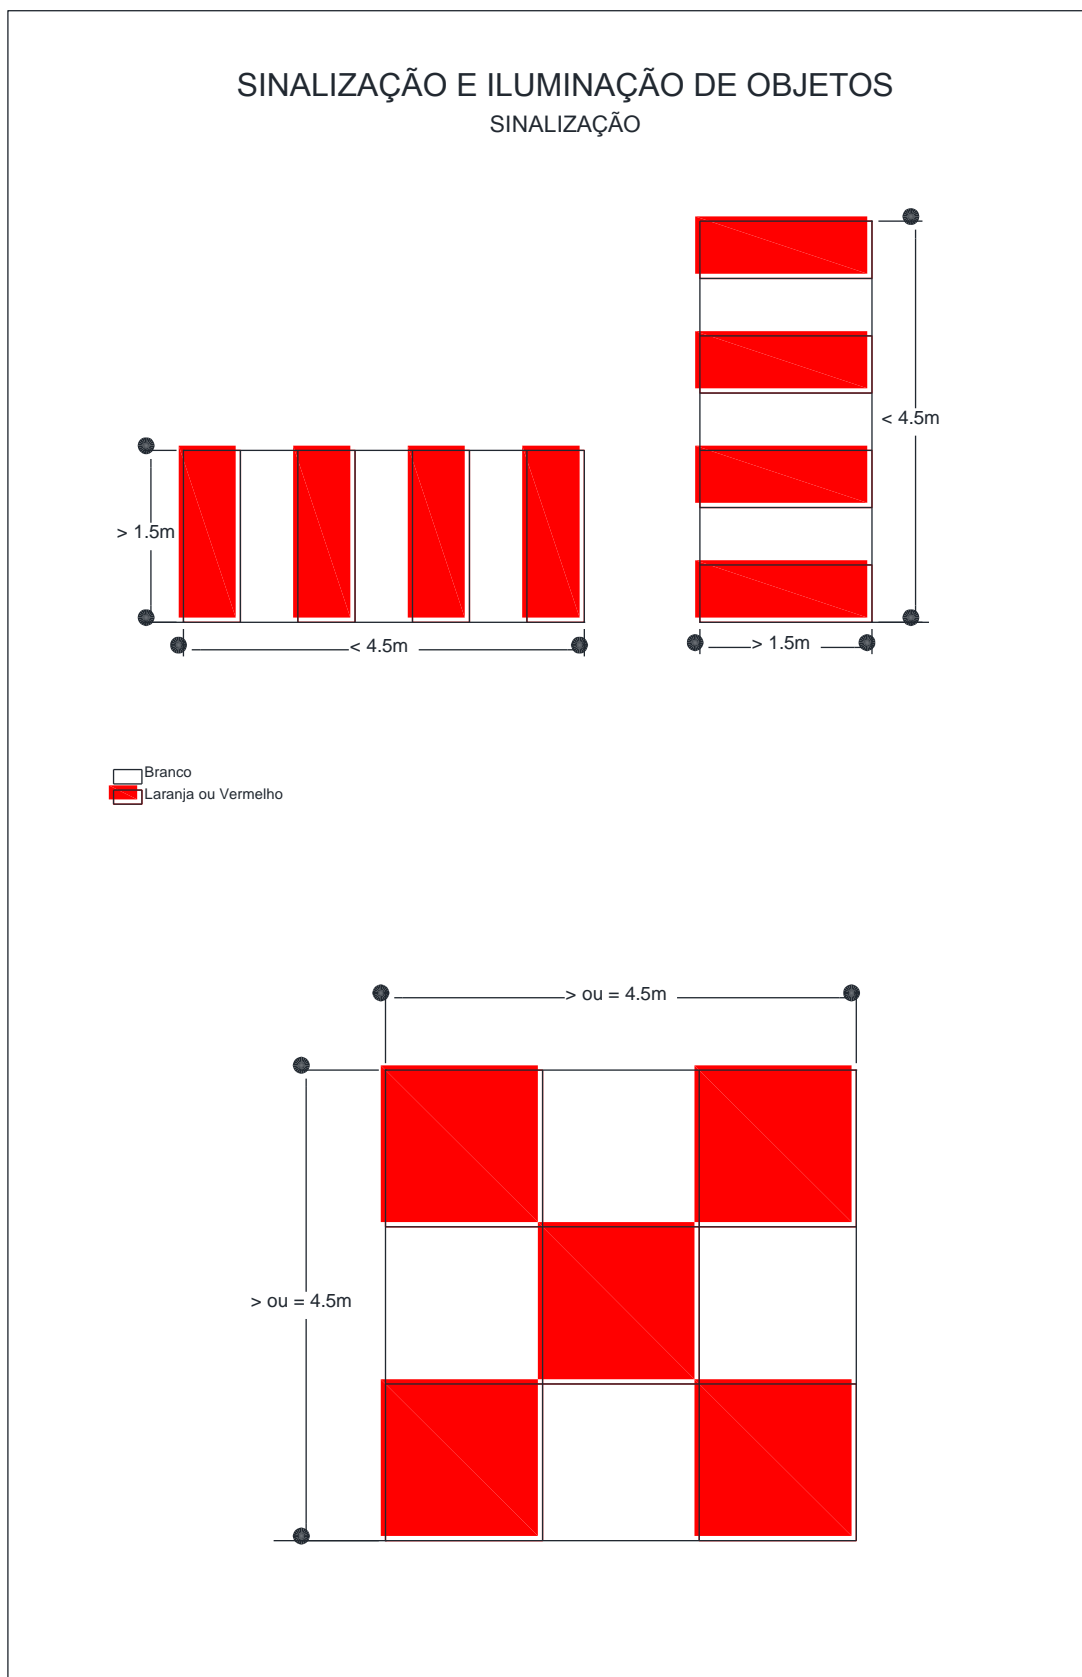 SINALIZAÇÃO E ILUMINAÇÃO DE OBJETOS
SINALIZAÇÃO
< 4.5m
> 1.5m
< 4.5m
> 1.5m
Branco
Laranja ou Vermelho
> ou = 4.5m
> ou = 4.5m